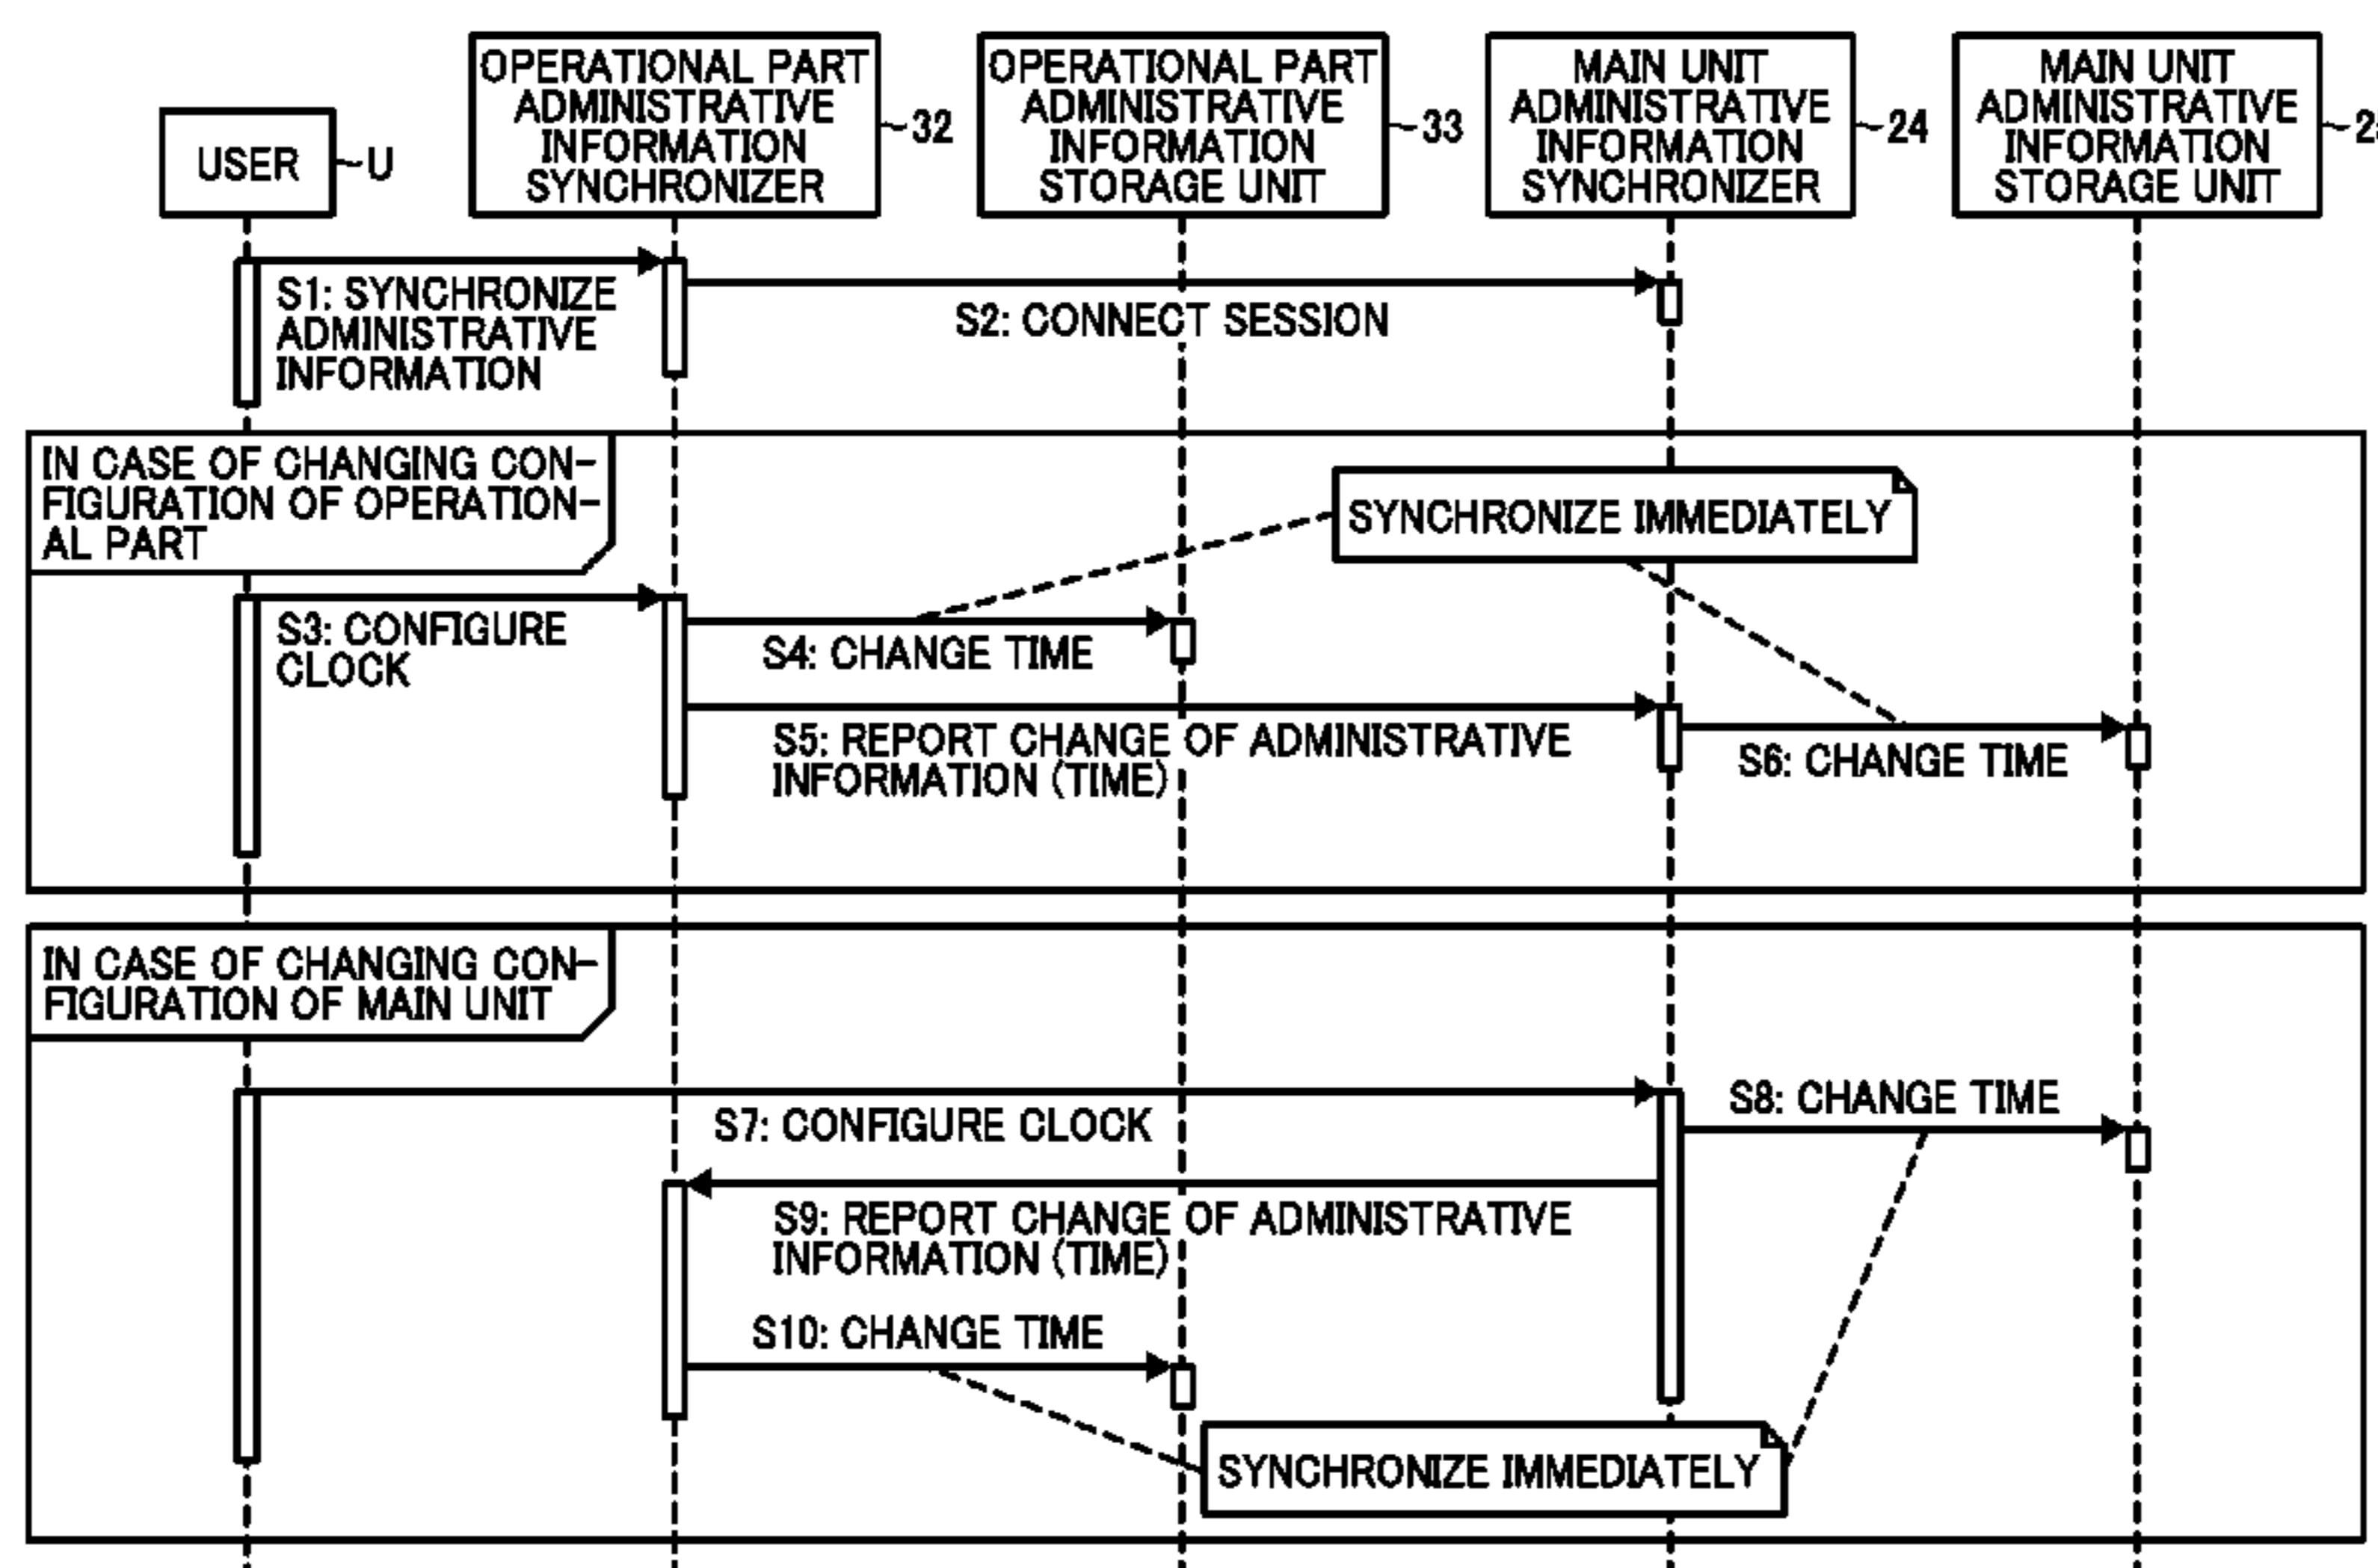 OPERATIONAL PART
ADMINISTRATIVE
INFORMATION
SYNCHRONIZER
32
OPERATIONAL PART
ADMINISTRATIVE
INFORMATION
STORAGE UNIT
33
MAIN UNIT
ADMINISTRATIVE
INFORMATION
SYNCHRONIZER
24
MAIN UNIT
ADMINISTRATIVE
INFORMATION
STORAGE UNIT
USER
U
S1: SYNCHRONIZE
ADMINISTRATIVE
INFORMATION
S2: CONNECT SESSION
IN CASE OF CHANGING CON-
FIGURATION OF OPERATION-
AL PART
SYNCHRONIZE IMMEDIATELY
S3: CONFIGURE
CLOCK
S4: CHANGE TIME
S5: REPORT CHANGE OF ADMINISTRATIVE
INFORMATION (TIME)
S6: CHANGE TIME
IN CASE OF CHANGING CON-
FIGURATION OF MAIN UNIT
S7: CONFIGURE CLOCK
S8: CHANGE TIME
S9: REPORT CHANGE OF ADMINISTRATIVE
INFORMATION (TIME)
S10: CHANGE TIME
SYNCHRONIZE IMMEDIATELY